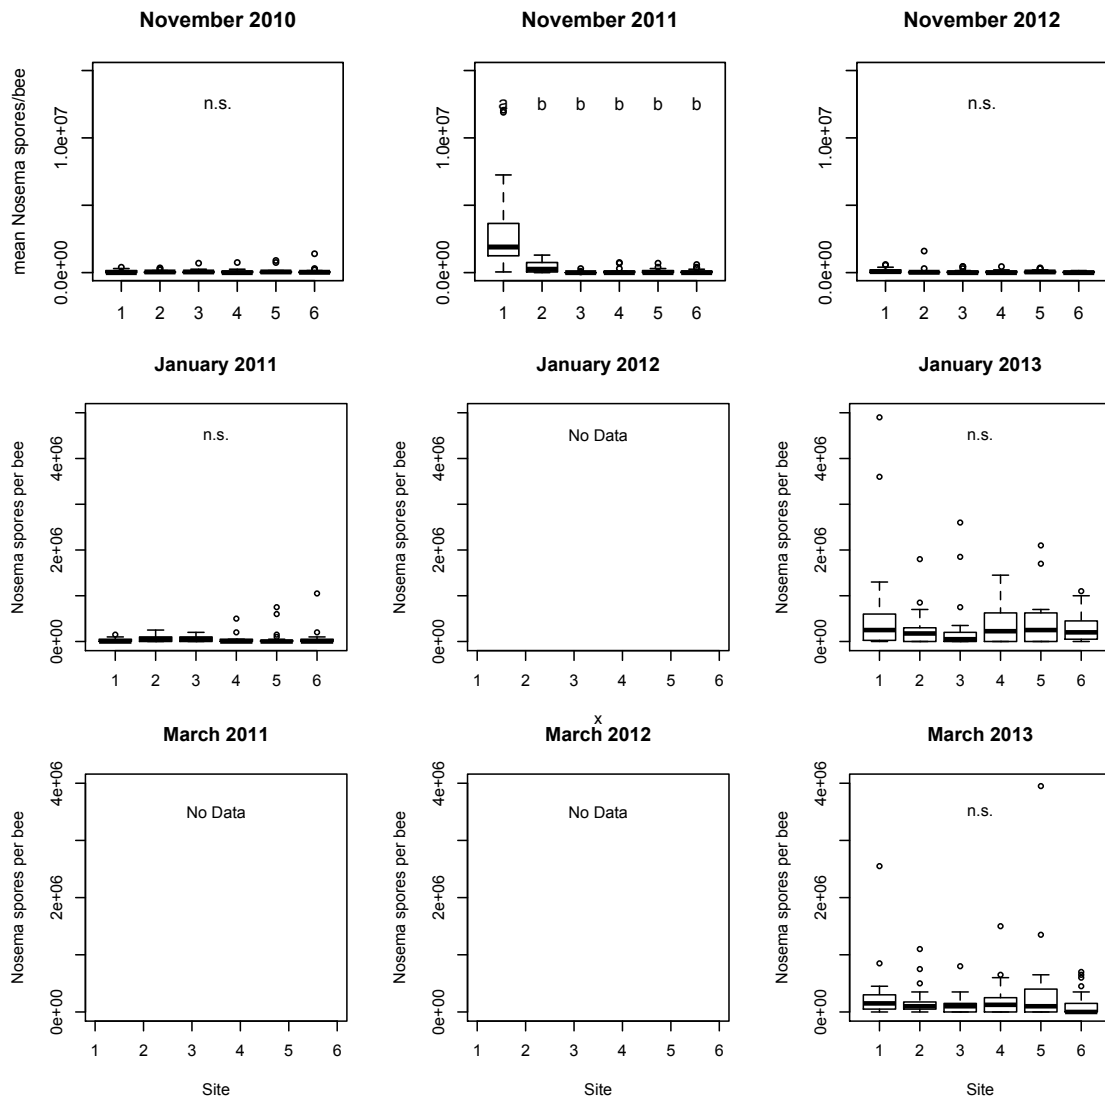 November 2010
November 2011
November 2012
mean Nosema spores/bee
0.0e+00 1.0e+07
n.s.
1 2 3 4 5 6
0.0e+00 1.0e+07
a b b b b b
1 2 3 4 5 6
0.0e+00 1.0e+07
n.s.
1 2 3 4 5 6
January 2011
January 2012
January 2013
Nosema spores per bee
0e+00 2e+06 4e+06
n.s.
1 2 3 4 5 6
Nosema spores per bee
0e+00 2e+06 4e+06
No Data
1 2 3 4 5 6
Nosema spores per bee
0e+00 2e+06 4e+06
n.s.
1 2 3 4 5 6
x
March 2011
March 2012
March 2013
Nosema spores per bee
0e+00 2e+06 4e+06
No Data
1 2 3 4 5 6
Site
Nosema spores per bee
0e+00 2e+06 4e+06
No Data
1 2 3 4 5 6
Site
Nosema spores per bee
0e+00 2e+06 4e+06
n.s.
1 2 3 4 5 6
Site